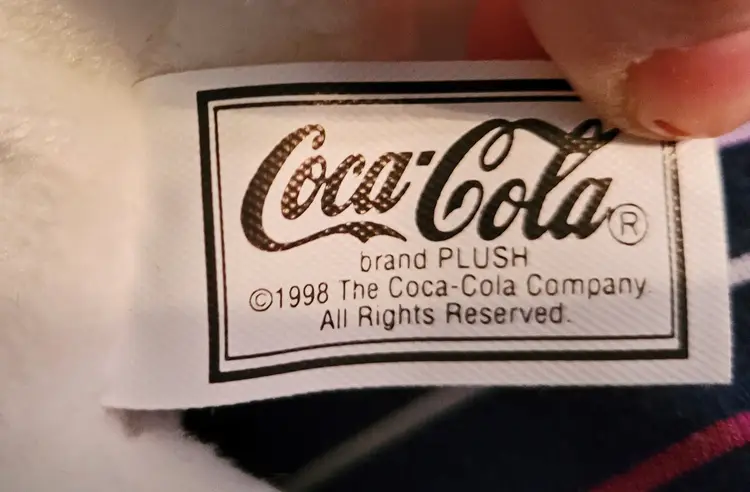 Coca-Cola®
brand PLUSH
©1998 The Coca-Cola Company.
All Rights Reserved.